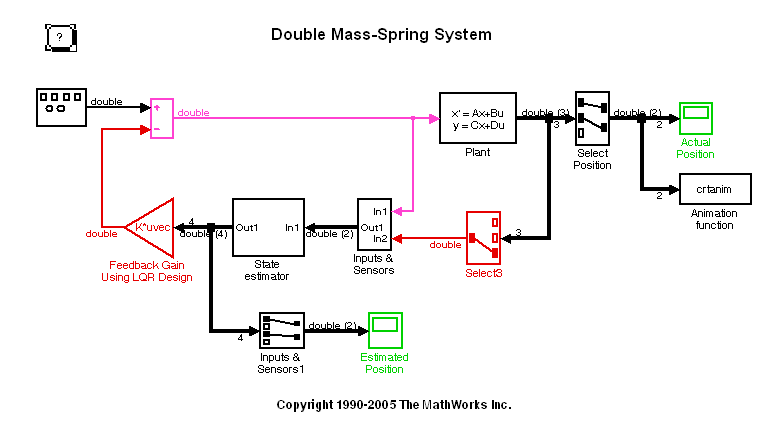 ?
Double Mass-Spring System
double
+
-
double
x' = Ax+Bu
y = Cx+Du
Plant
double (3)
3
Select
Position
double (2)
2
Actual
Position
2
crtanim
Animation
function
K*uvec
double
Feedback Gain
Using LQR Design
4
double (4)
Out1
In1
State
estimator
double (2)
In1
Out1
In2
Inputs &
Sensors
double
Select3
3
4
Inputs &
Sensors1
double (2)
Estimated
Position
Copyright 1990-2005 The MathWorks Inc.